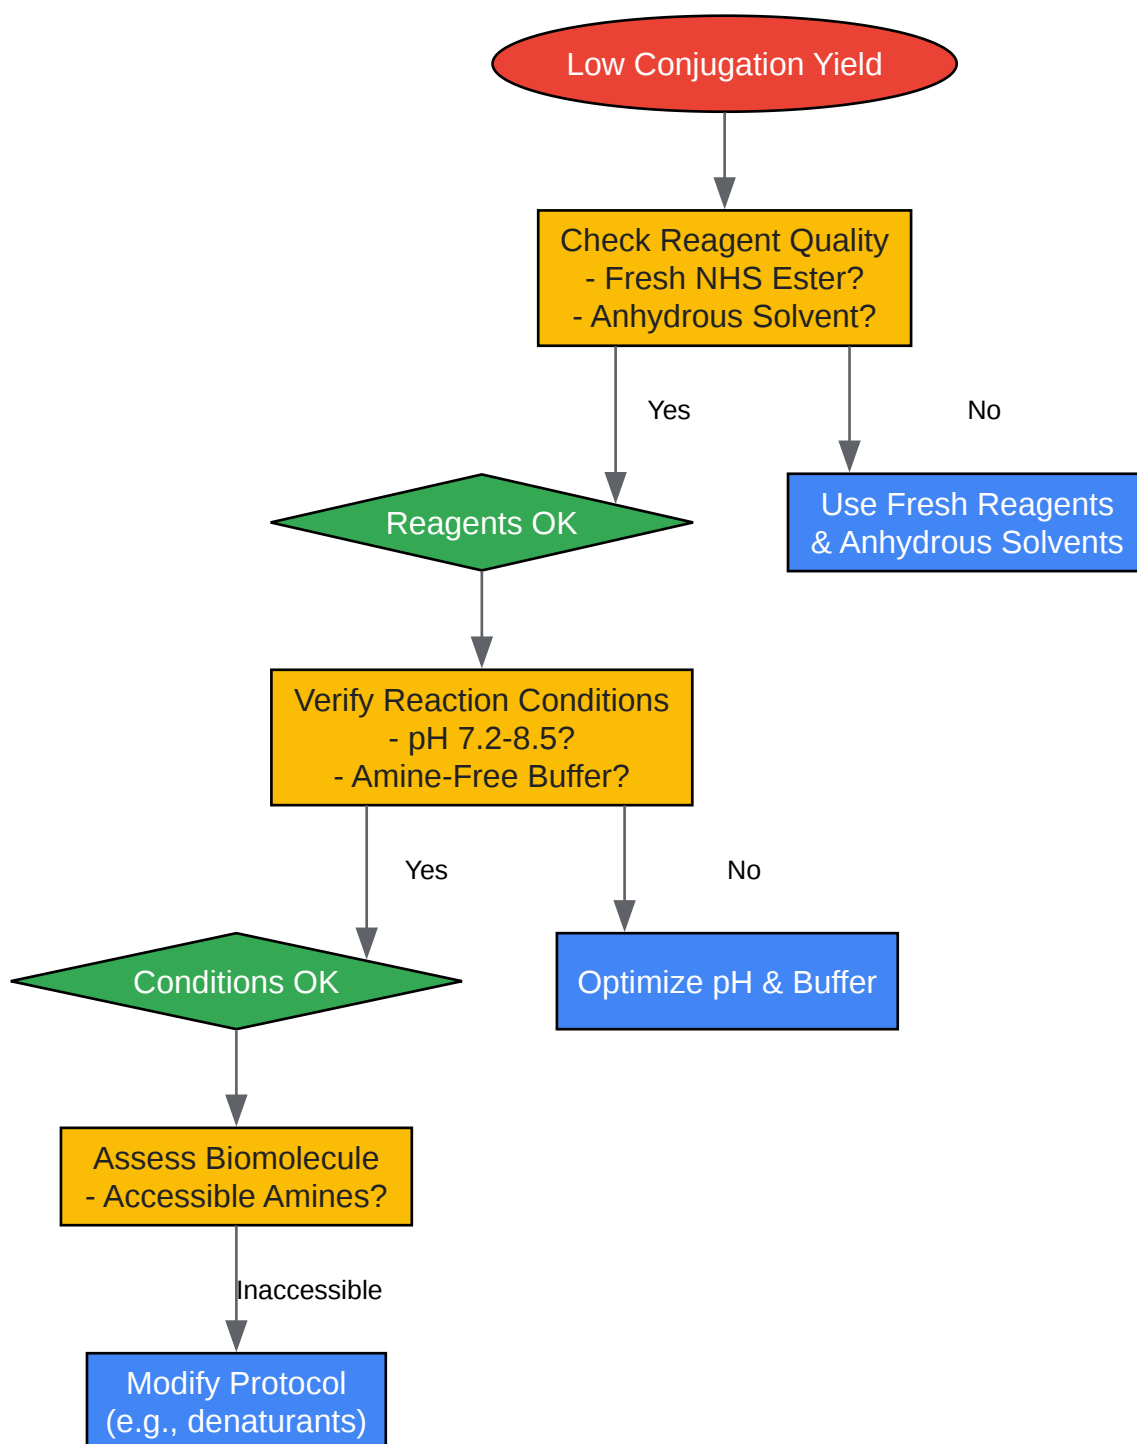 Low Conjugation Yield
Check Reagent Quality
- Fresh NHS Ester?
- Anhydrous Solvent?
Yes
No
Reagents OK
Use Fresh Reagents
& Anhydrous Solvents
Verify Reaction Conditions
- pH 7.2-8.5?
- Amine-Free Buffer?
Yes
No
Conditions OK
Optimize pH & Buffer
Assess Biomolecule
- Accessible Amines?
Inaccessible
Modify Protocol
(e.g., denaturants)